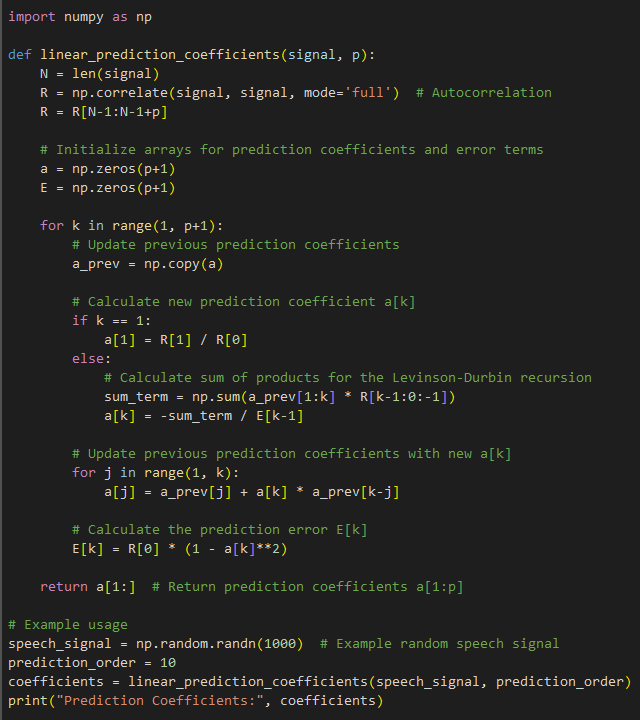 import numpy as np
def linear_prediction_coefficients(signal, p):
    N = len(signal)
    R = np.correlate(signal, signal, mode='full')  # Autocorrelation
    R = R[N-1:N-1+p]
    # Initialize arrays for prediction coefficients and error terms
    a = np.zeros(p+1)
    E = np.zeros(p+1)
    for k in range(1, p+1):
        # Update previous prediction coefficients
        a_prev = np.copy(a)
        # Calculate new prediction coefficient a[k]
        if k == 1:
            a[1] = R[1] / R[0]
        else:
            # Calculate sum of products for the Levinson-Durbin recursion
            sum_term = np.sum(a_prev[1:k] * R[k-1:0:-1])
            a[k] = -sum_term / E[k-1]
        # Update previous prediction coefficients with new a[k]
        for j in range(1, k):
            a[j] = a_prev[j] + a[k] * a_prev[k-j]
        # Calculate the prediction error E[k]
        E[k] = R[0] * (1 - a[k]**2)
    return a[1:]  # Return prediction coefficients a[1:p]
# Example usage
speech_signal = np.random.randn(1000)  # Example random speech signal
prediction_order = 10
coefficients = linear_prediction_coefficients(speech_signal, prediction_order)
print("Prediction Coefficients:", coefficients)